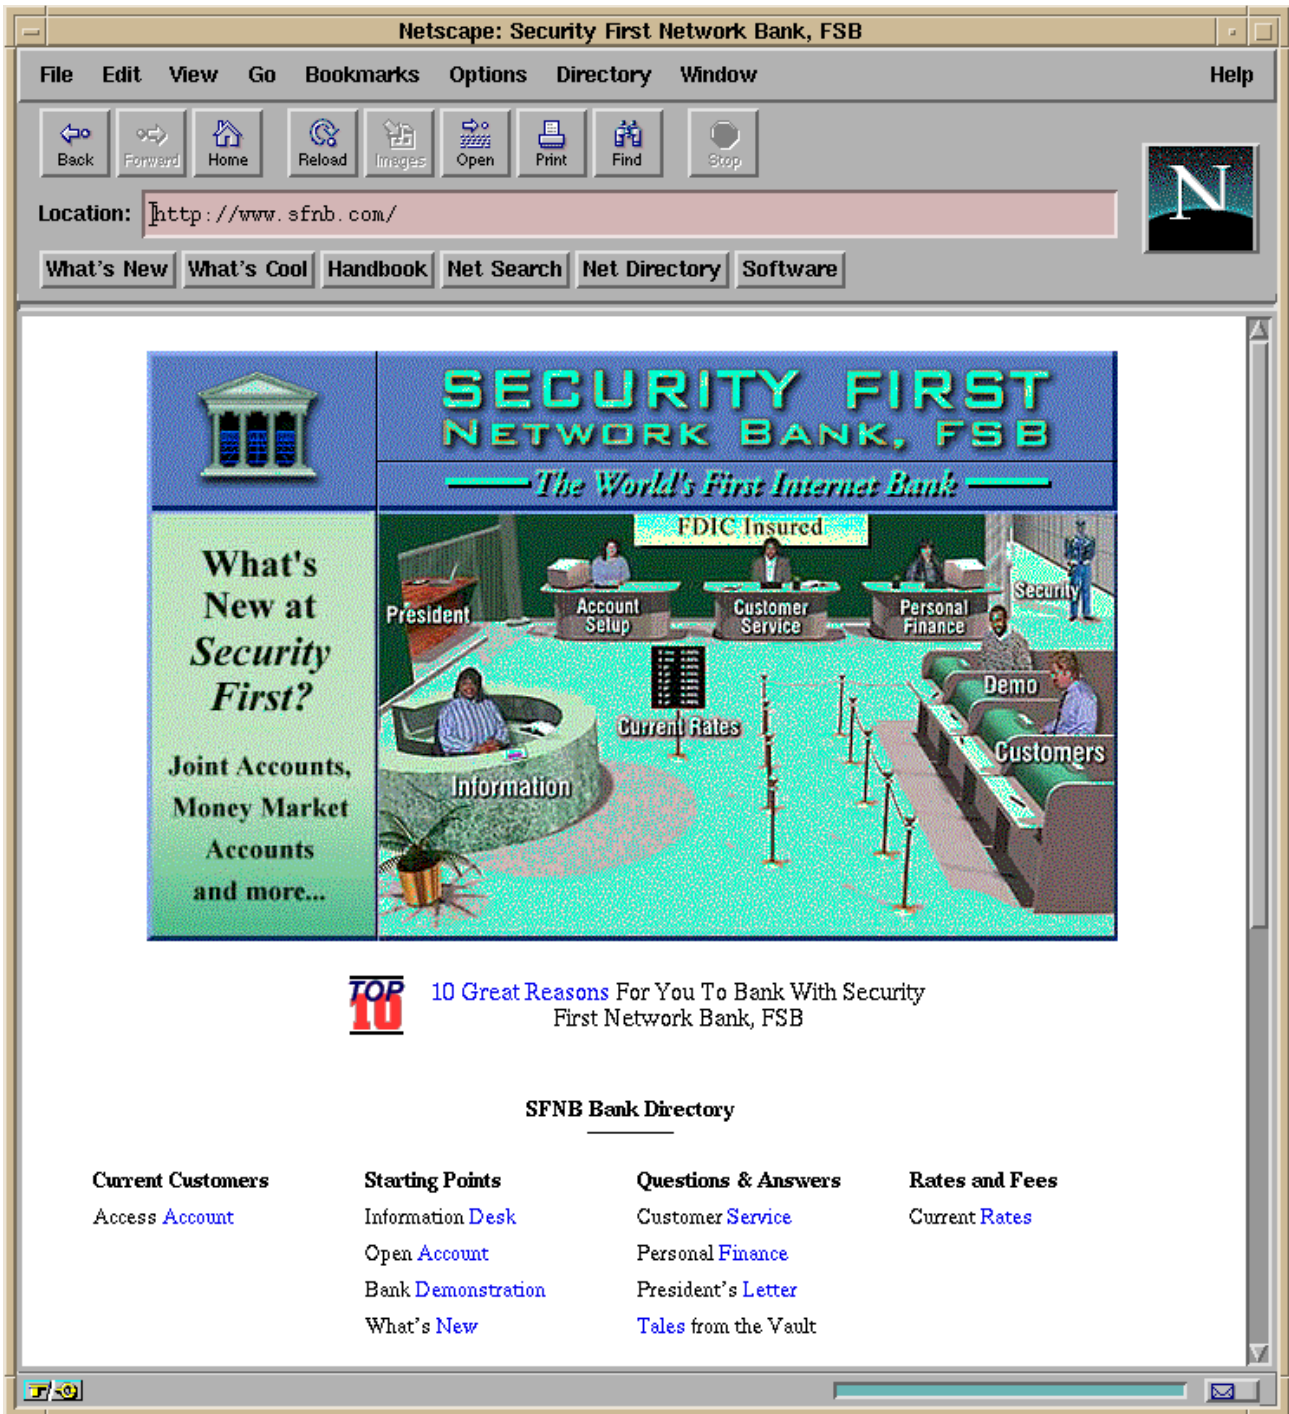 Netscape: Security First Network Bank, FSB
File Edit View Go Bookmarks Options Directory Window Help
Back Forward Home Reload Images Open Print Find Stop
Location: http://www.sfnb.com/
What's New What's Cool Handbook Net Search Net Directory Software
N
SECURITY FIRST
NETWORK BANK, FSB
The World's First Internet Bank
What's
New at
Security
First?
Joint Accounts,
Money Market
Accounts
and more...
FDIC Insured
President
Account
Setup
Customer
Service
Personal
Finance
Security
Demo
Current Rates
Customers
Information
TOP
10
10 Great Reasons For You To Bank With Security
First Network Bank, FSB
SFNB Bank Directory
Current Customers
Access Account
Starting Points
Information Desk
Open Account
Bank Demonstration
What's New
Questions & Answers
Customer Service
Personal Finance
President's Letter
Tales from the Vault
Rates and Fees
Current Rates